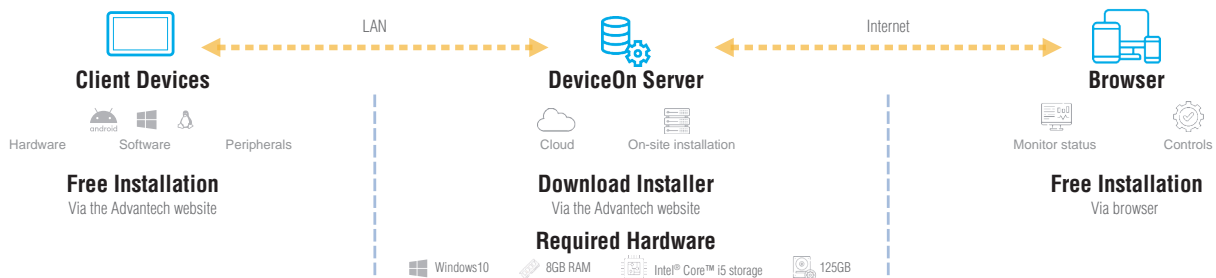 LAN
Internet
Client Devices
DeviceOn Server
Browser
android
Hardware
Software
Peripherals
Cloud
On-site installation
Monitor status
Controls
Free Installation
Via the Advantech website
Download Installer
Via the Advantech website
Free Installation
Via browser
Required Hardware
Windows10
8GB RAM
Intel® Core™ i5 storage
125GB